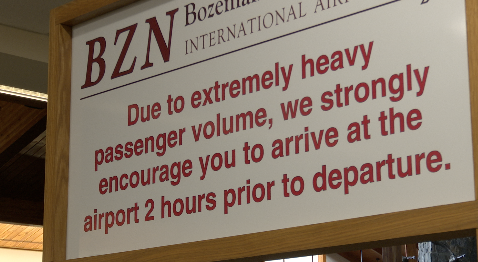 BZN
INTERNATIONAL
Due to extremely heavy
passenger volume, we strongly
encourage you to arrive at the
airport 2 hours prior to departure.